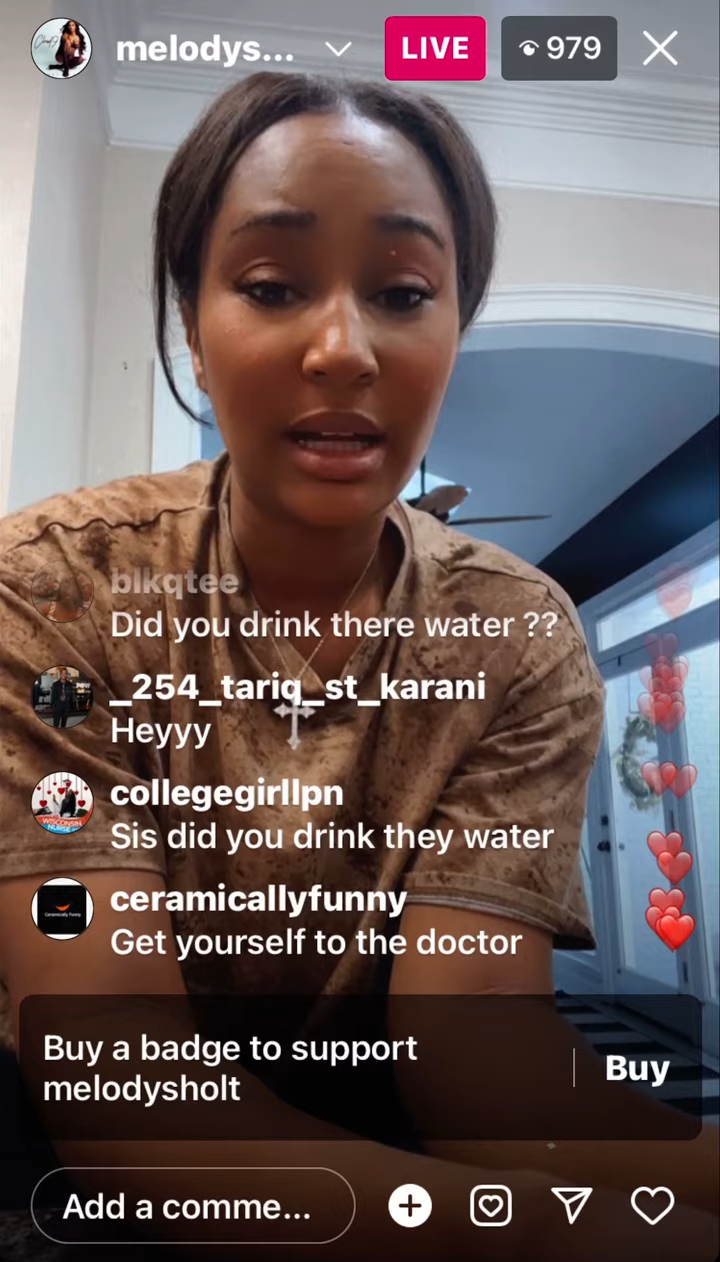 melodys...
LIVE
979
blkqtee
Did you drink there water ??
_254_tariq_st_karani
Heyyy
collegegirllpn
Sis did you drink they water
ceramicallyfunny
Get yourself to the doctor
Buy a badge to support
melodysholt
Buy
Add a comme...